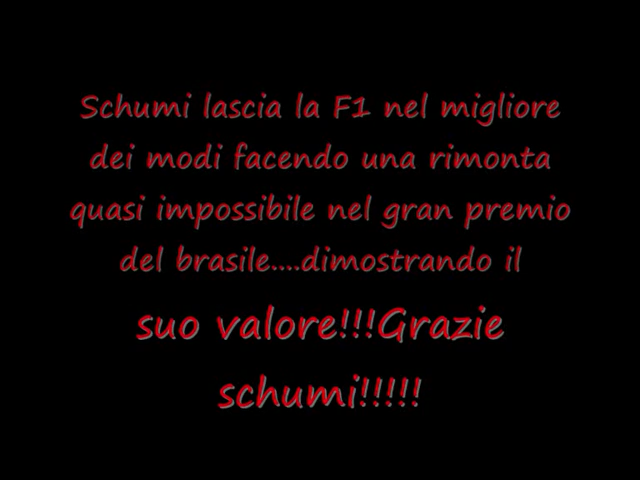 Schumi lascia la F1 nel migliore
dei modi facendo una rimonta
quasi impossibile nel gran premio
del brasile....dimostrando il
suo valore!!!Grazie
schumi!!!!!